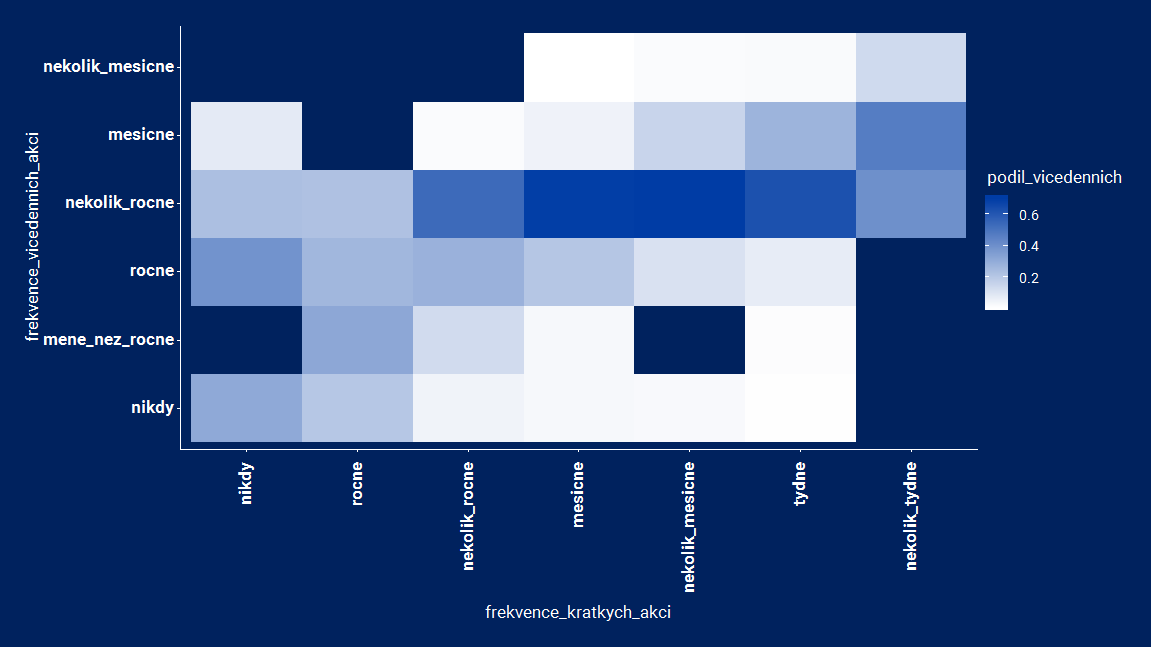 frekvence_vicedennich_akci
nekolik_mesicne
mesicne
nekolik_rocne
rocne
mene_nez_rocne
nikdy
nikdy
rocne
nekolik_rocne
mesicne
nekolik_mesicne
tydne
nekolik_tydne
frekvence_kratkych_akci
podil_vicedennich
0.6
0.4
0.2